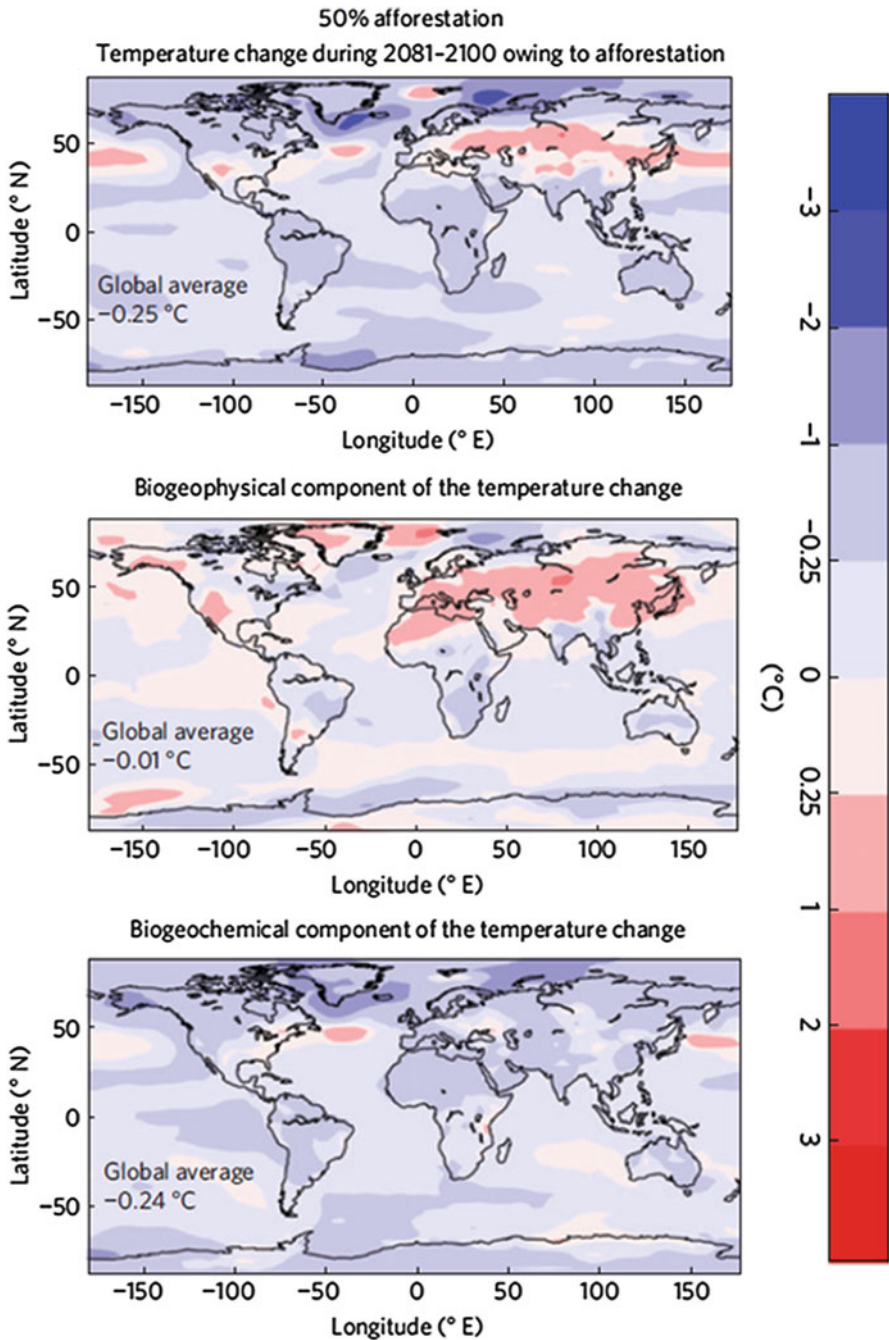 50% afforestation
Temperature change during 2081–2100 owing to afforestation
50
0
−50
Latitude (° N)
Global average
−0.25 °C
−150
−100
−50
0
50
100
150
Longitude (° E)
Biogeophysical component of the temperature change
50
0
−50
Latitude (° N)
Global average
−0.01 °C
−150
−100
−50
0
50
100
150
Longitude (° E)
Biogeochemical component of the temperature change
50
0
−50
Latitude (° N)
Global average
−0.24 °C
−150
−100
−50
0
50
100
150
Longitude (° E)
−3
−2
−1
−0.25
0
0.25
1
2
3
(°C)